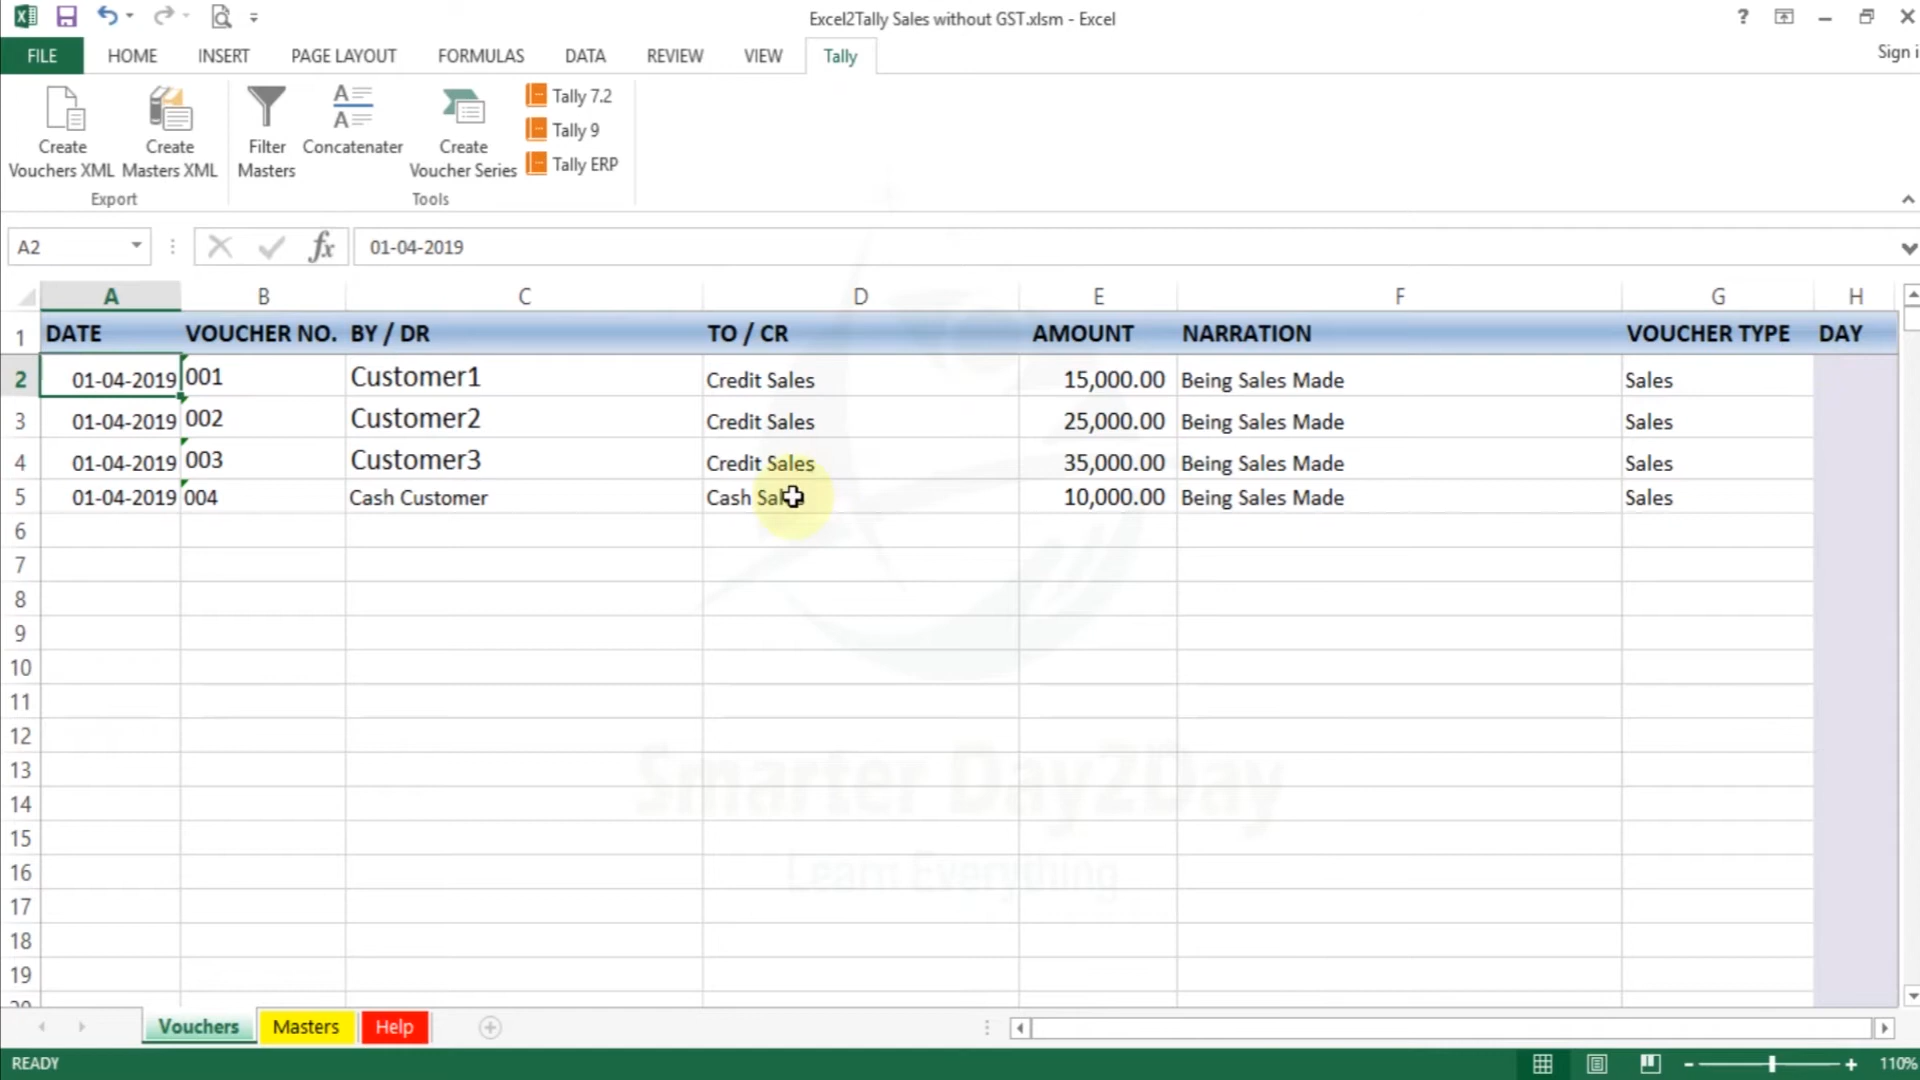 Excel2Tally Sales without GST.xlsm - Excel
?
FILE HOME INSERT PAGE LAYOUT FORMULAS DATA REVIEW VIEW Tally
Sign i
Create Vouchers XML
Create Masters XML
Export
Filter Masters
Concatenater
Create Voucher Series
Tally 7.2
Tally 9
Tally ERP
Tools
A2 fx 01-04-2019
A B C D E F G H
1 DATE VOUCHER NO. BY / DR TO / CR AMOUNT NARRATION VOUCHER TYPE DAY
2 01-04-2019 001 Customer1 Credit Sales 15,000.00 Being Sales Made Sales
3 01-04-2019 002 Customer2 Credit Sales 25,000.00 Being Sales Made Sales
4 01-04-2019 003 Customer3 Credit Sales 35,000.00 Being Sales Made Sales
5 01-04-2019 004 Cash Customer Cash Sales 10,000.00 Being Sales Made Sales
6
7
8
9
10
11
12
13
Smarter Day2Day
14
15
16
Learn Everything
17
18
19
Vouchers Masters Help
READY
110%